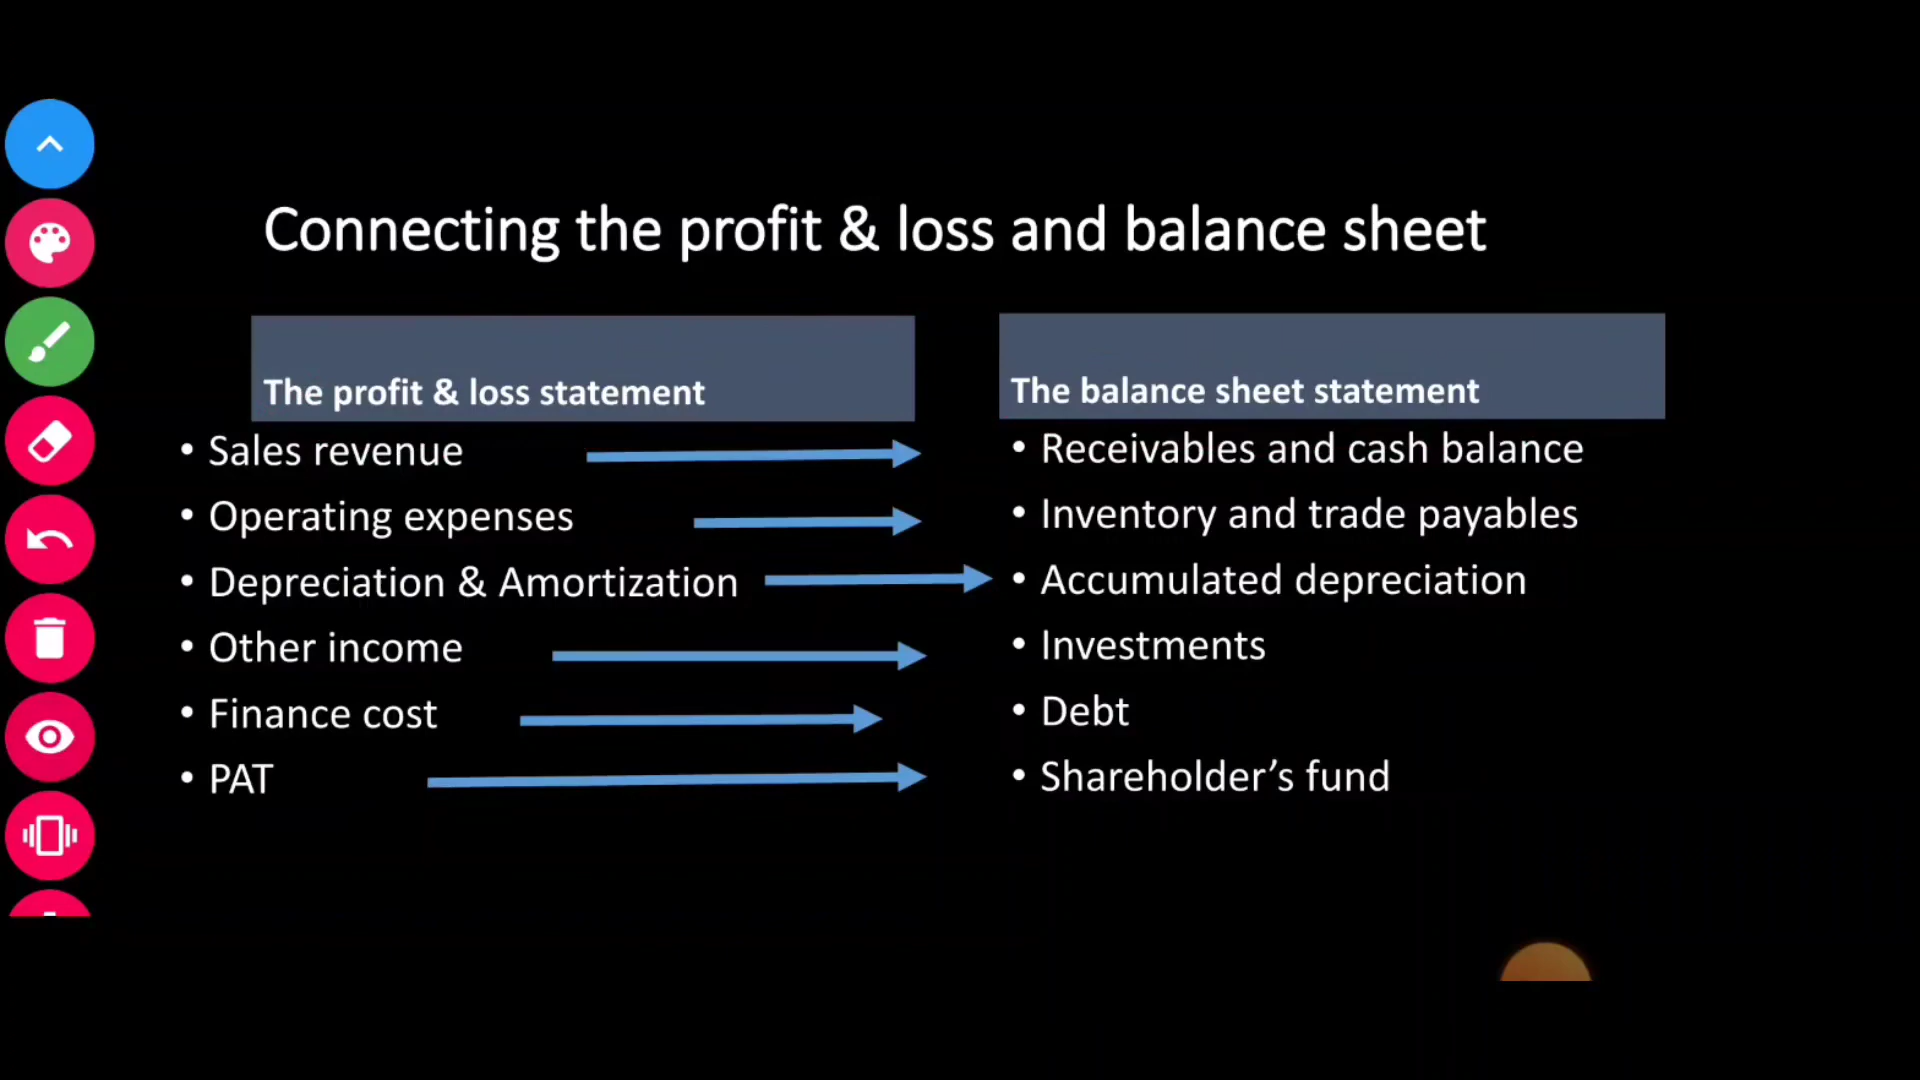 Connecting the profit & loss and balance sheet
The profit & loss statement
• Sales revenue
• Operating expenses
• Depreciation & Amortization
• Other income
• Finance cost
• PAT
The balance sheet statement
• Receivables and cash balance
• Inventory and trade payables
• Accumulated depreciation
• Investments
• Debt
• Shareholder’s fund